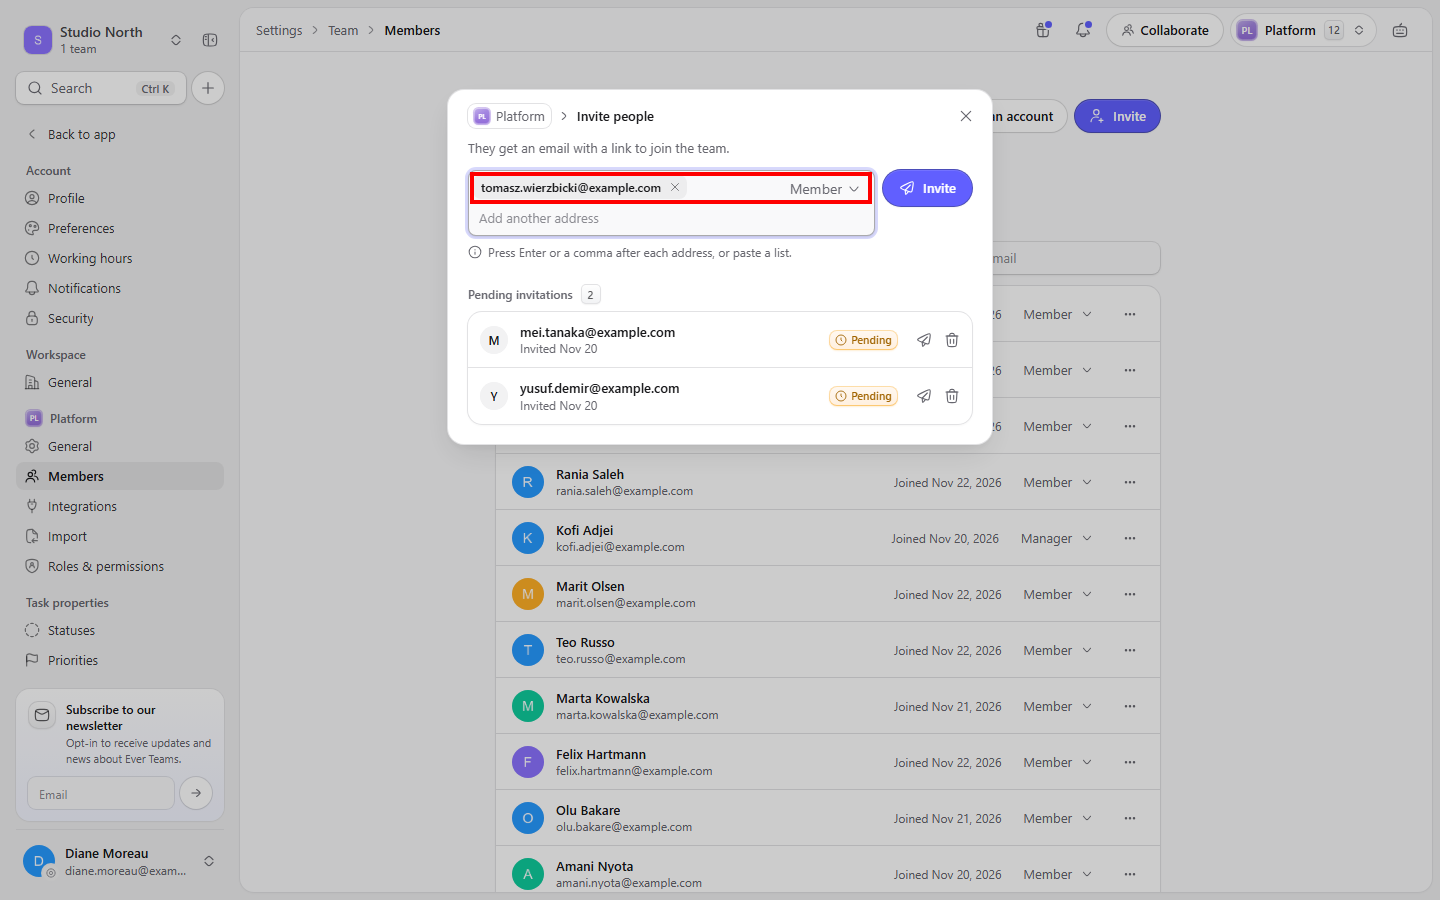 Studio North
1 team
Search
Ctrl K
Back to app
Account
Profile
Preferences
Working hours
Notifications
Security
Workspace
General
PL Platform
General
Members
Integrations
Import
Roles & permissions
Task properties
Statuses
Priorities
Subscribe to our
newsletter
Opt-in to receive updates and
news about Ever Teams.
Email
D
Diane Moreau
diane.moreau@exam...
S
Settings > Team > Members
Collaborate
PL Platform 12
an account
Invite
PL Platform > Invite people
They get an email with a link to join the team.
tomasz.wierzbicki@example.com
Member
Invite
Add another address
Press Enter or a comma after each address, or paste a list.
Pending invitations 2
M
mei.tanaka@example.com
Invited Nov 20
Pending
Y
yusuf.demir@example.com
Invited Nov 20
Pending
Member
Member
Member
R
Rania Saleh
rania.saleh@example.com
Joined Nov 22, 2026
Member
K
Kofi Adjei
kofi.adjei@example.com
Joined Nov 20, 2026
Manager
M
Marit Olsen
marit.olsen@example.com
Joined Nov 22, 2026
Member
T
Teo Russo
teo.russo@example.com
Joined Nov 22, 2026
Member
M
Marta Kowalska
marta.kowalska@example.com
Joined Nov 21, 2026
Member
F
Felix Hartmann
felix.hartmann@example.com
Joined Nov 22, 2026
Member
O
Olu Bakare
olu.bakare@example.com
Joined Nov 21, 2026
Member
A
Amani Nyota
amani.nyota@example.com
Joined Nov 20, 2026
Member